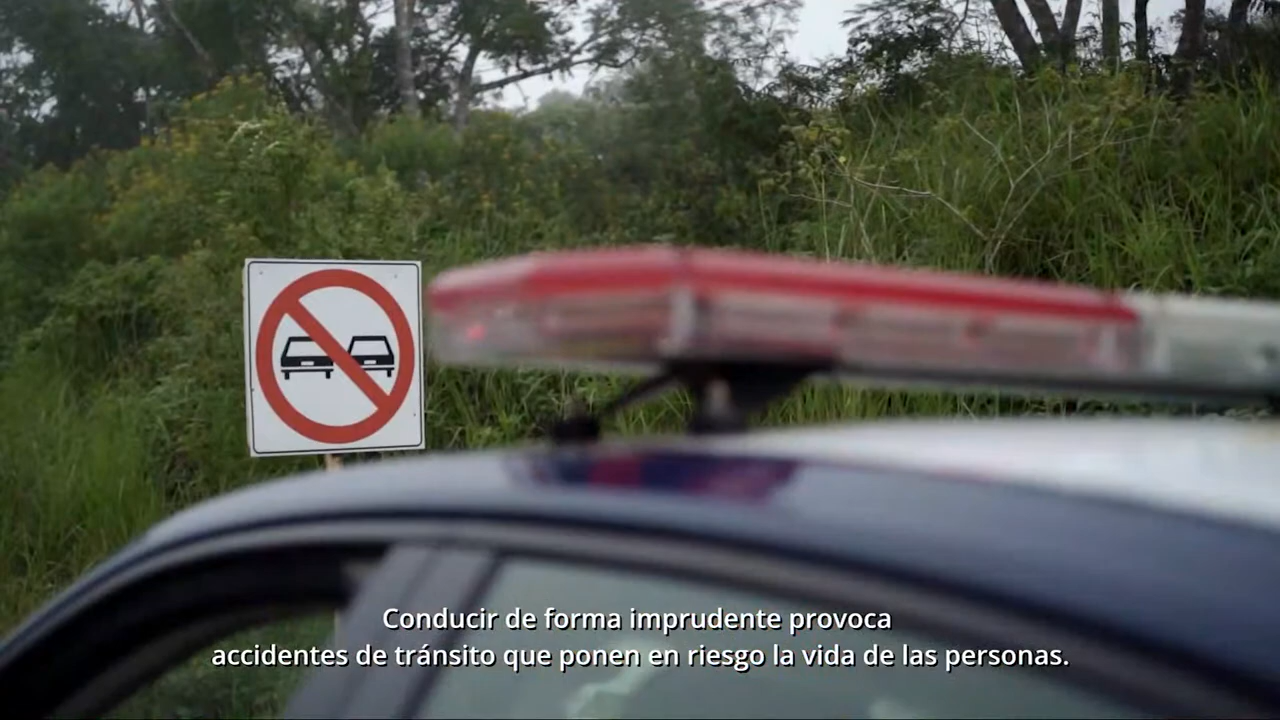 Conducir de forma imprudente provoca
accidentes de tránsito que ponen en riesgo la vida de las personas.